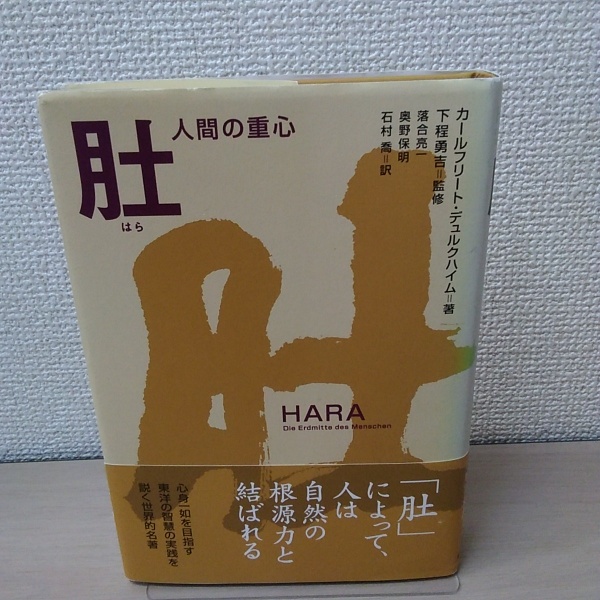 肚
はら
人間の重心
カールフリート・デュルクハイム＝著
下程勇吉＝監修
落合亮一
奥野保明
石村 喬＝訳
HARA
Die Erdmitte des Menschen
「肚」
によって、
人は
自然の
根源力と
結ばれる
心身一如を目指す
東洋の智慧の実践を
説く世界的名著